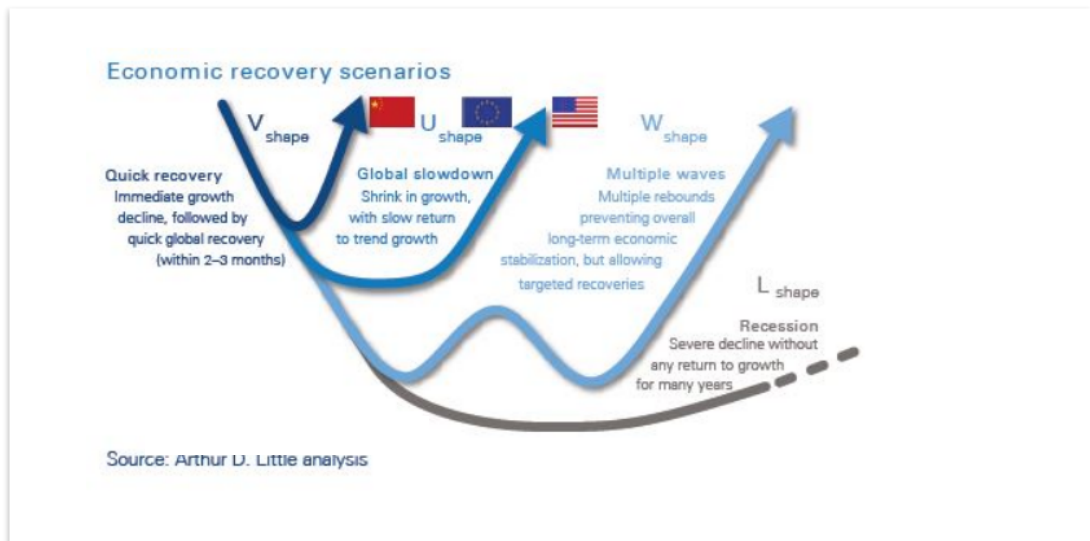 Economic recovery scenarios
V shape
U shape
W shape
Quick recovery
Immediate growth
decline, followed by
quick global recovery
(within 2–3 months)
Global slowdown
Shrink in growth,
with slow return
to trend growth
Multiple waves
Multiple rebounds
preventing overall
long-term economic
stabilization, but allowing
targeted recoveries
L shape
Recession
Severe decline without
any return to growth
for many years
Source: Arthur D. Little analysis